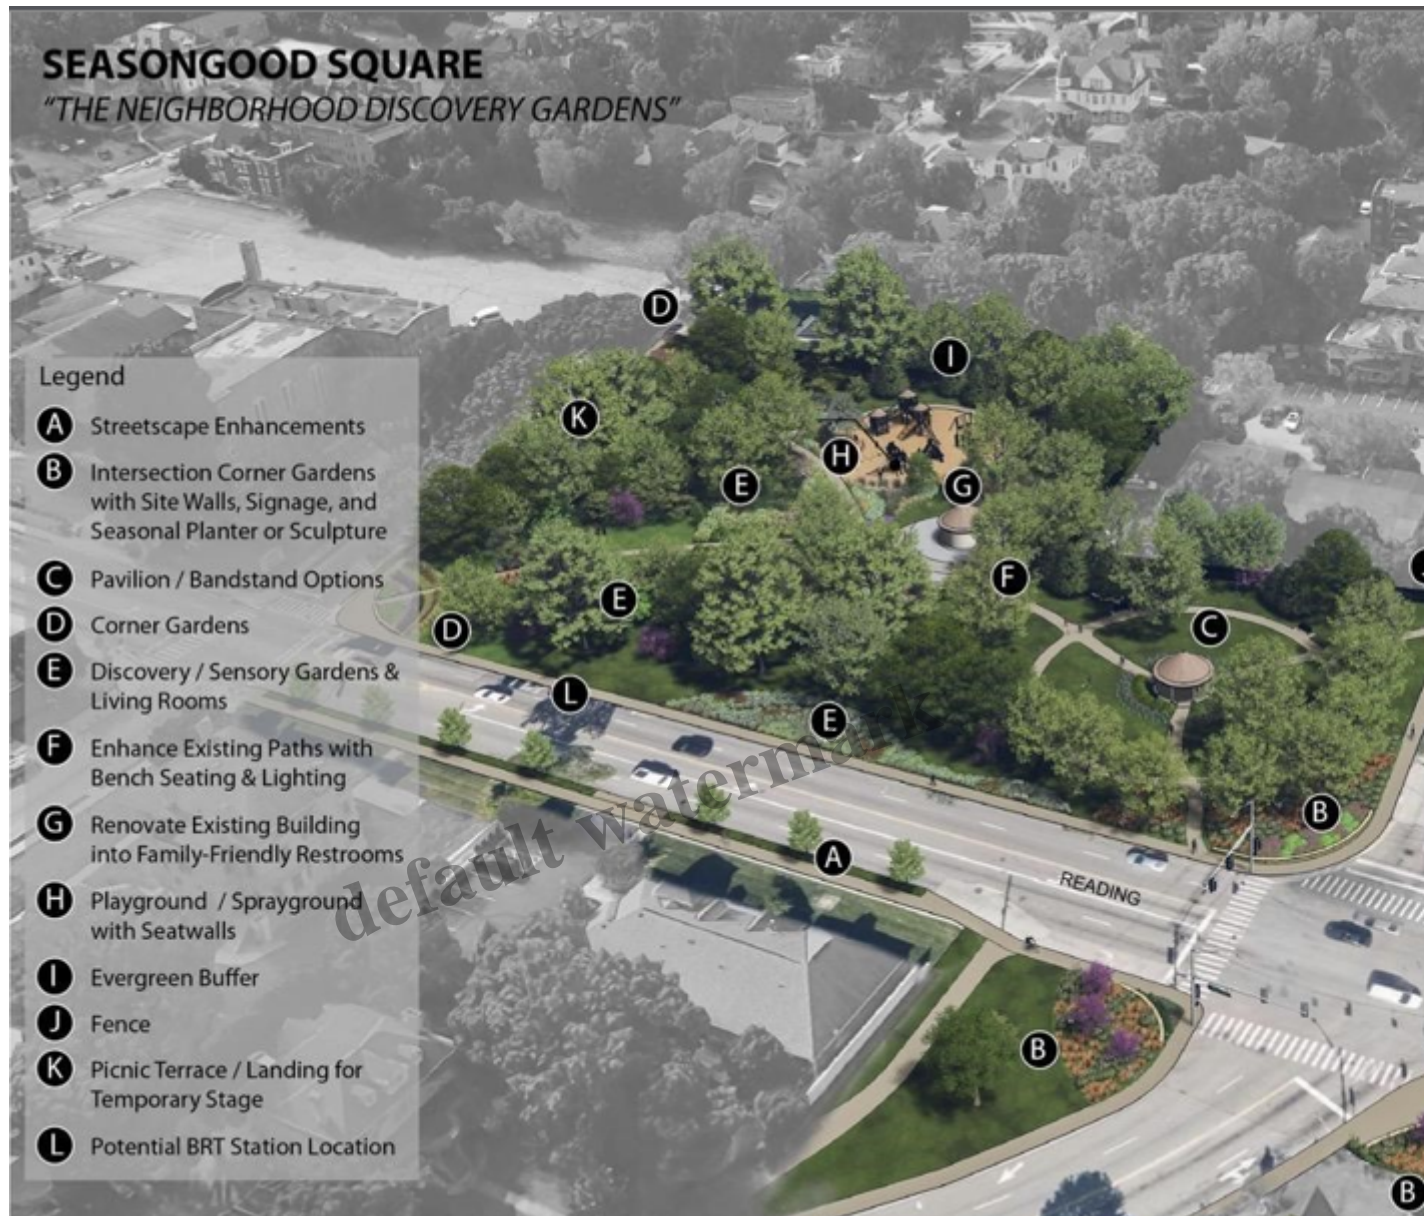 SEASONGOOD SQUARE
"THE NEIGHBORHOOD DISCOVERY GARDENS"
Legend
A Streetscape Enhancements
B Intersection Corner Gardens
with Site Walls, Signage, and
Seasonal Planter or Sculpture
C Pavilion / Bandstand Options
D Corner Gardens
E Discovery / Sensory Gardens &
Living Rooms
F Enhance Existing Paths with
Bench Seating & Lighting
G Renovate Existing Building
into Family-Friendly Restrooms
H Playground / Sprayground
with Seatwalls
I Evergreen Buffer
J Fence
K Picnic Terrace / Landing for
Temporary Stage
L Potential BRT Station Location
D
I
K
H
E
G
F
E
C
D
L
E
B
A
READING
B
B
default watermark